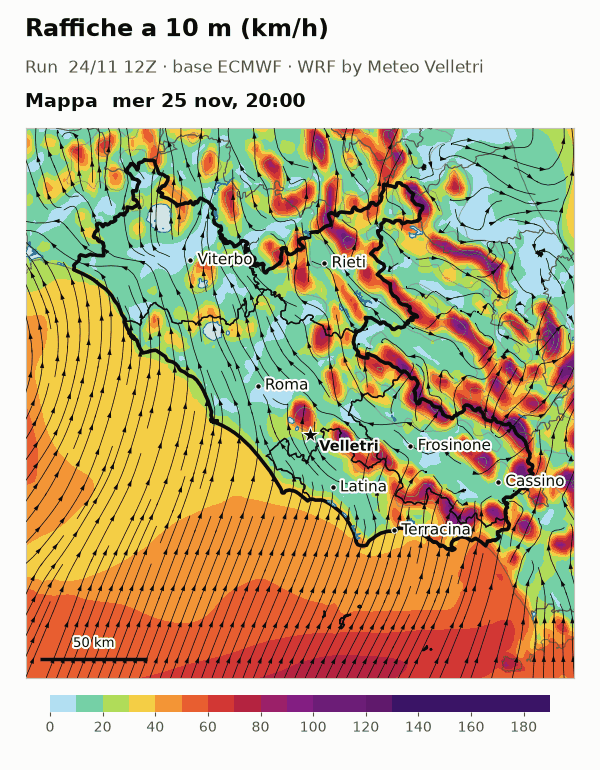 Raffiche a 10 m (km/h)
Run  24/11 12Z · base ECMWF · WRF by Meteo Velletri
Mappa  mer 25 nov, 20:00
Viterbo
Rieti
Roma
Velletri
Frosinone
Cassino
Latina
Terracina
50 km
0 20 40 60 80 100 120 140 160 180